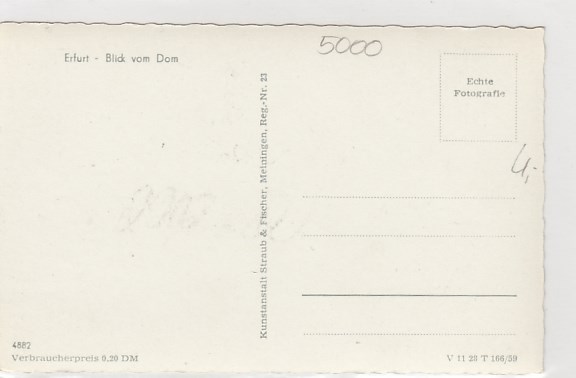 5000
Erfurt - Blick vom Dom
Echte
Fotografie
4,-
Kunstanstalt Straub & Fischer, Meiningen, Reg.-Nr. 23
4882
Verbraucherpreis 0,20 DM
V 11 28 T 166/59